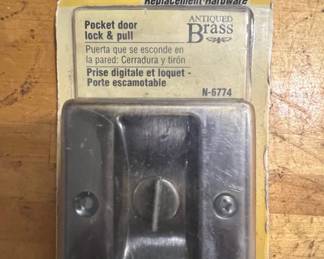 Replacement Hardware
Pocket door
lock & pull
ANTIQUED
Brass
Puerta que se esconde en
la pared: Cerradura y tirón
Prise digitale et loquet -
Porte escamotable
N-6774